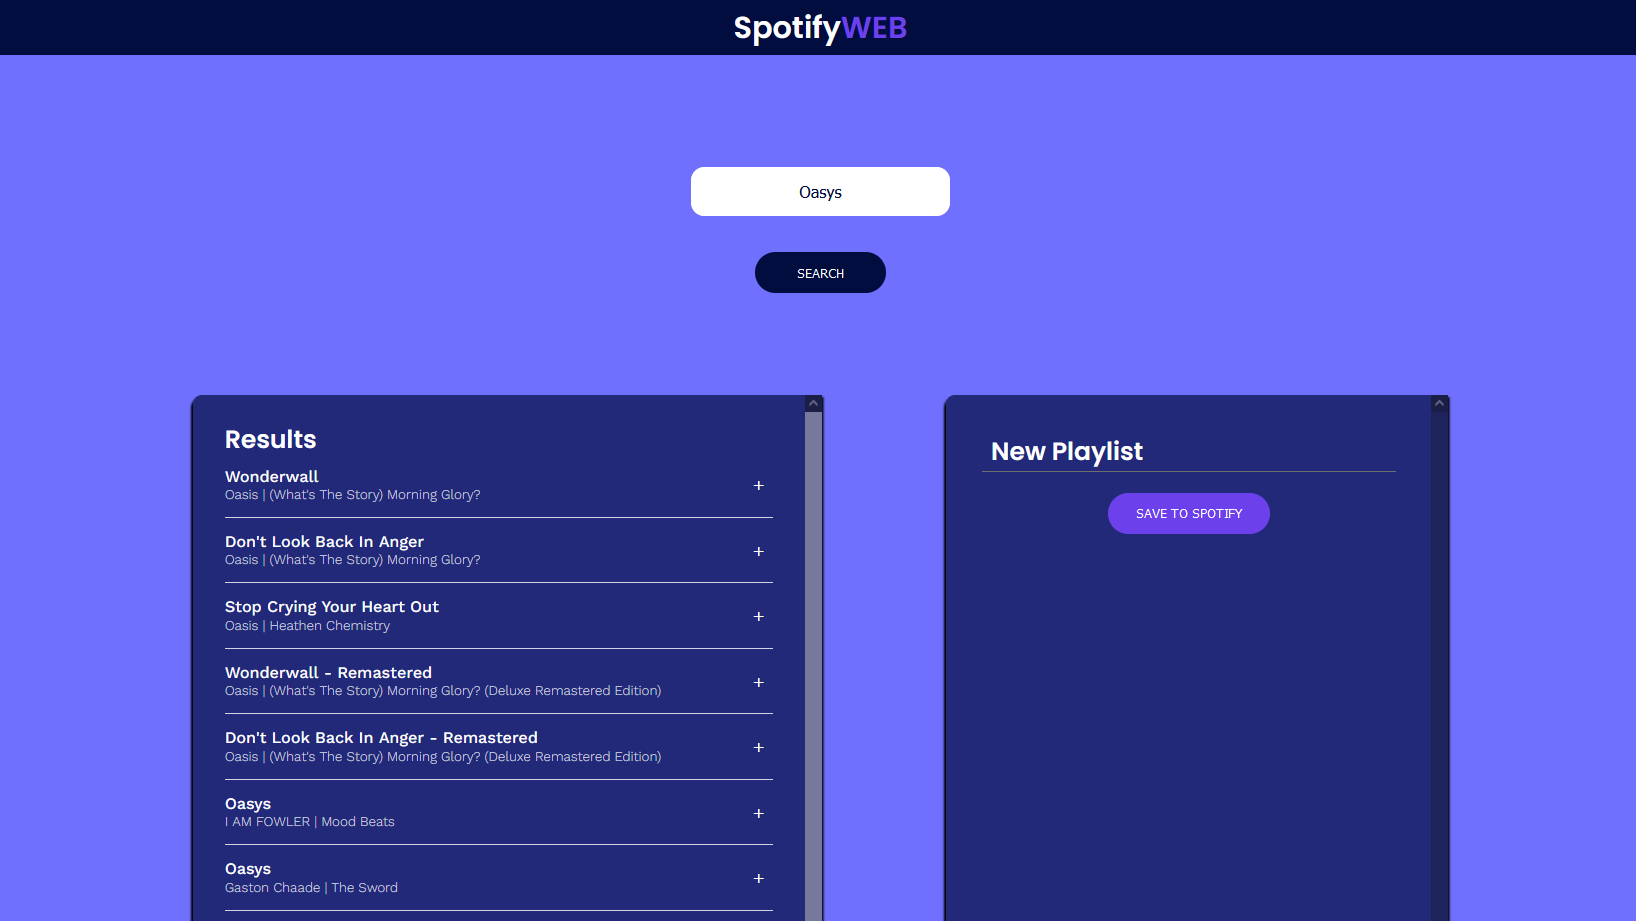 SpotifyWEB
Oasys
SEARCH
Results
Wonderwall
Oasis | (What's The Story) Morning Glory?
+
Don't Look Back In Anger
Oasis | (What's The Story) Morning Glory?
+
Stop Crying Your Heart Out
Oasis | Heathen Chemistry
+
Wonderwall - Remastered
Oasis | (What's The Story) Morning Glory? (Deluxe Remastered Edition)
+
Don't Look Back In Anger - Remastered
Oasis | (What's The Story) Morning Glory? (Deluxe Remastered Edition)
+
Oasys
I AM FOWLER | Mood Beats
+
Oasys
Gaston Chaade | The Sword
+
New Playlist
SAVE TO SPOTIFY